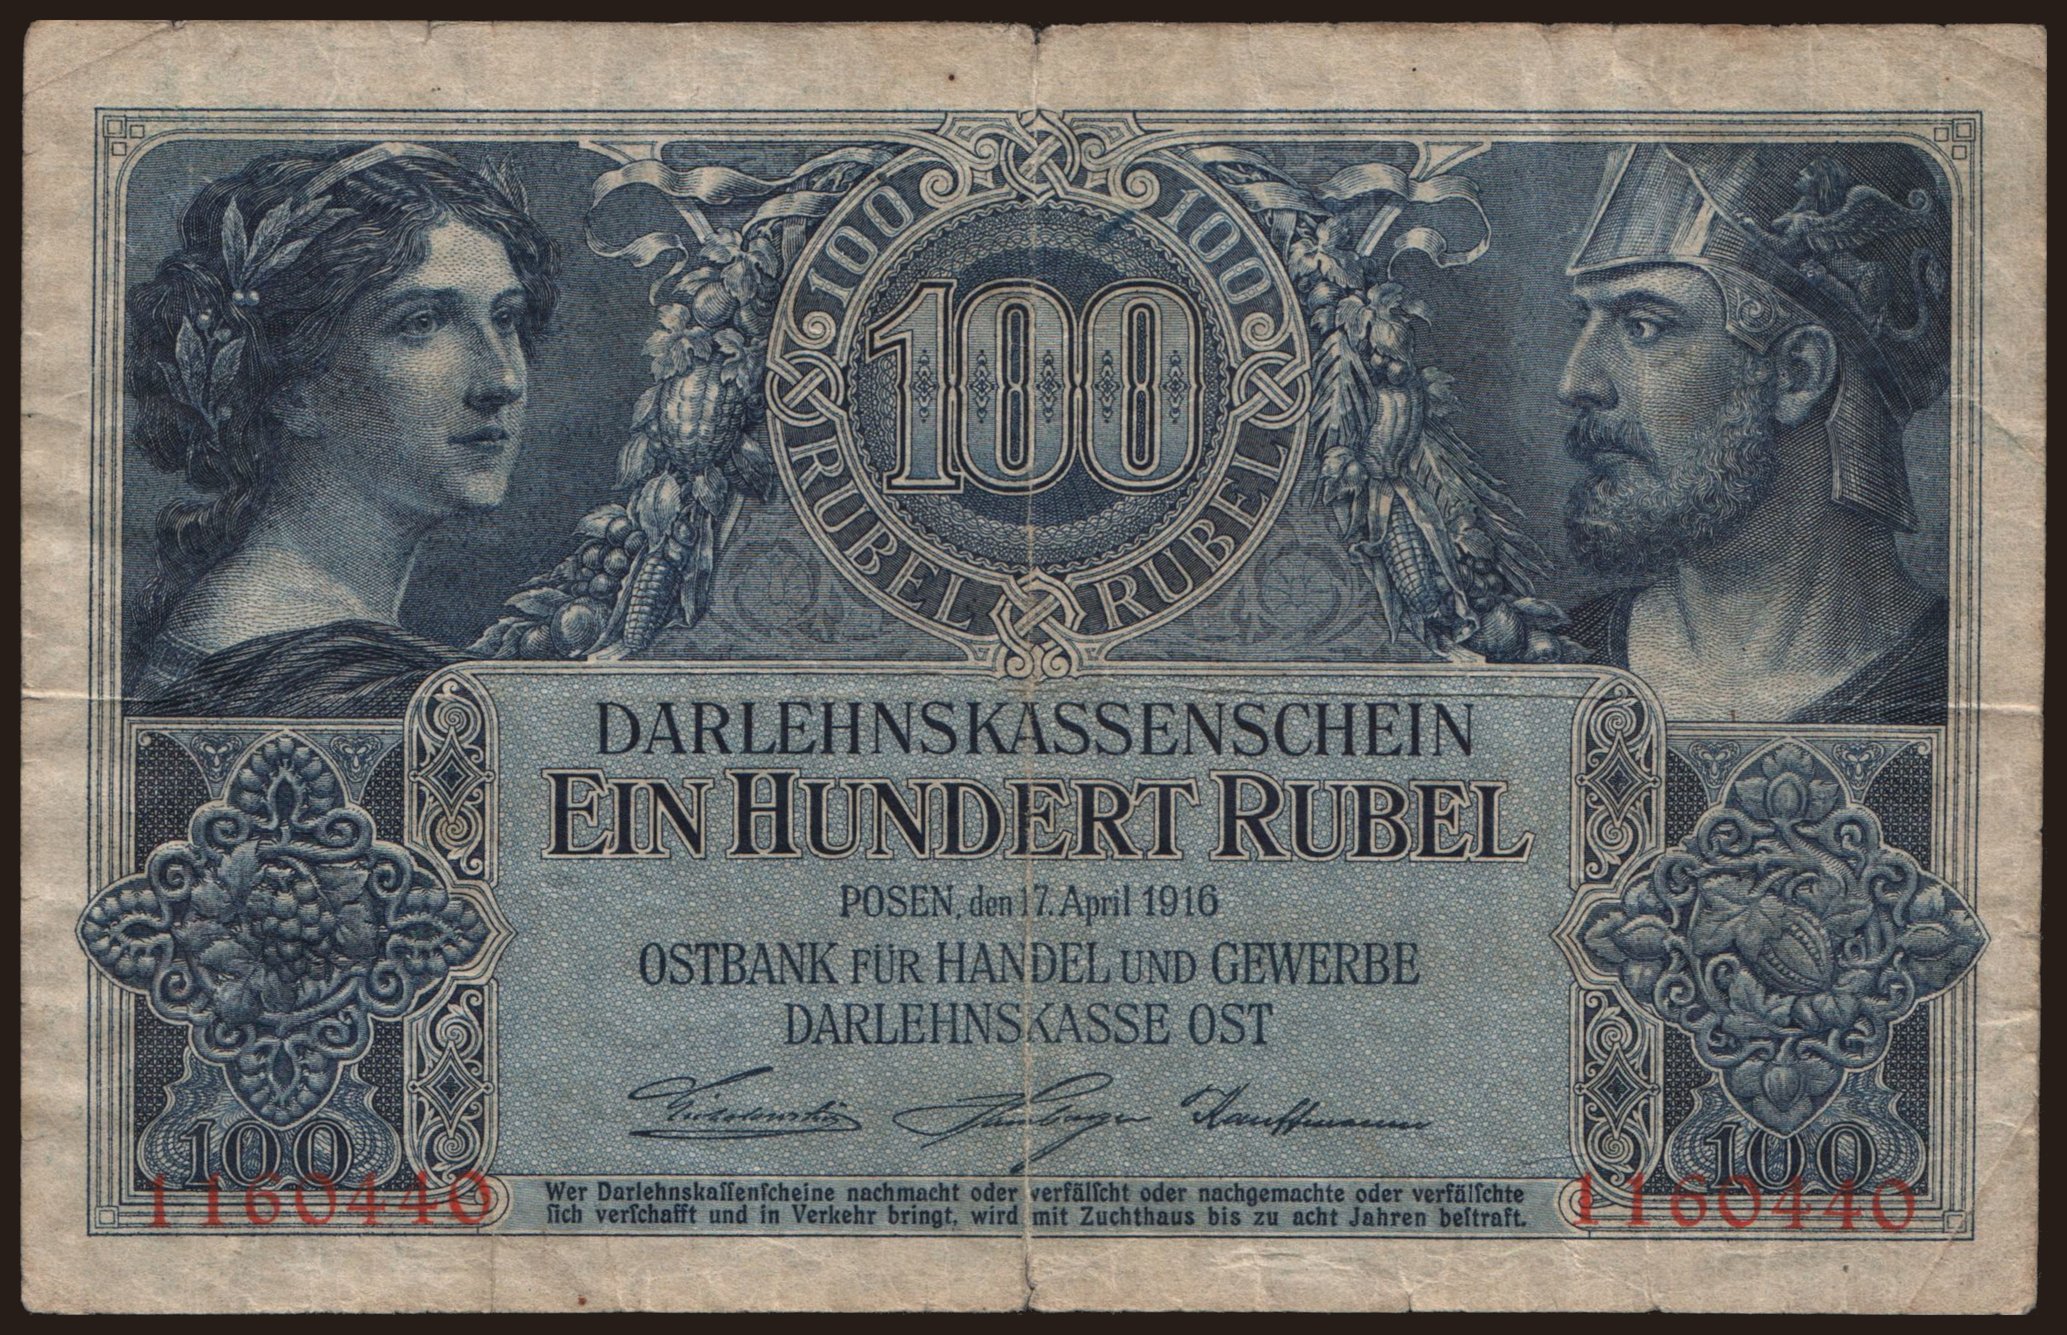 100 100
100
RUBEL RUBEL
DARLEHNSKASSENSCHEIN
EIN HUNDERT RUBEL
POSEN, den 17. April 1916
OSTBANK FÜR HANDEL UND GEWERBE
DARLEHNSKASSE OST
Kauffmann
100 100
1160440 1160440
Wer Darlehnskaſſenſcheine nachmacht oder verfälſcht oder nachgemachte oder verfälſchte
ſich verſchafft und in Verkehr bringt, wird mit Zuchthaus bis zu acht Jahren beſtraft.